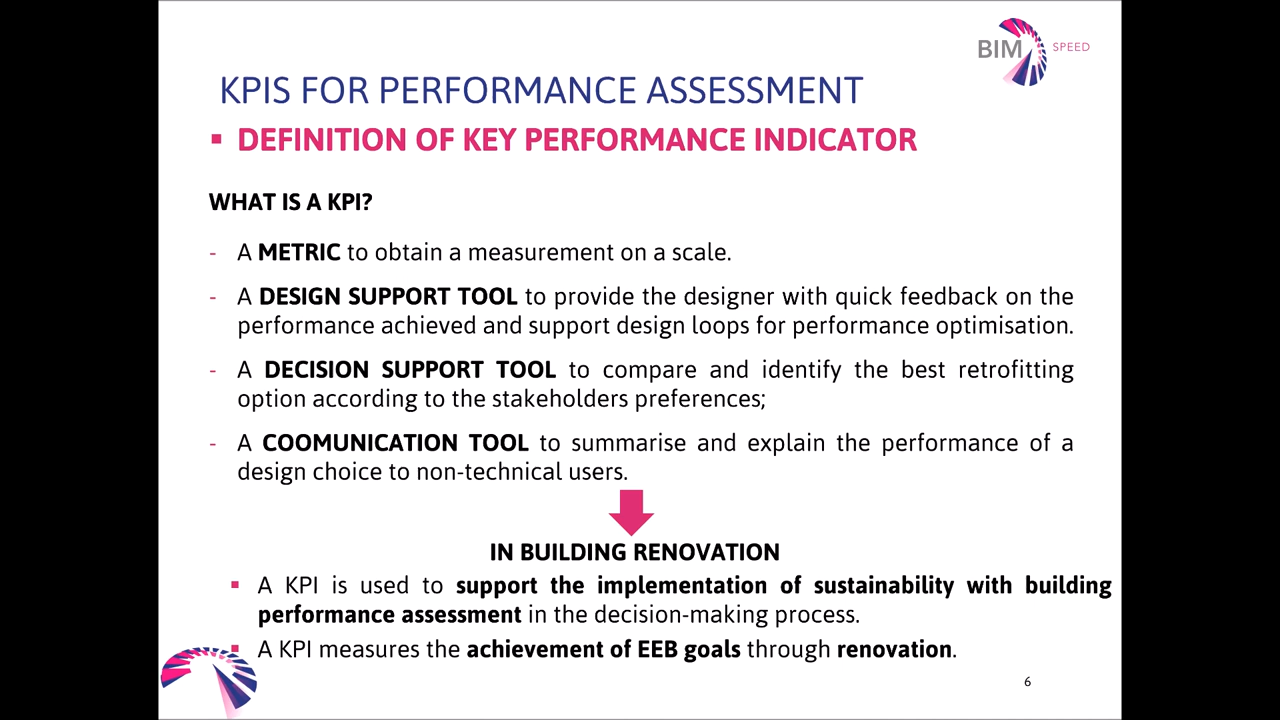 BIM SPEED
KPIS FOR PERFORMANCE ASSESSMENT
▪ DEFINITION OF KEY PERFORMANCE INDICATOR
WHAT IS A KPI?
- A METRIC to obtain a measurement on a scale.
- A DESIGN SUPPORT TOOL to provide the designer with quick feedback on the
performance achieved and support design loops for performance optimisation.
- A DECISION SUPPORT TOOL to compare and identify the best retrofitting
option according to the stakeholders preferences;
- A COOMUNICATION TOOL to summarise and explain the performance of a
design choice to non-technical users.
IN BUILDING RENOVATION
▪ A KPI is used to support the implementation of sustainability with building
performance assessment in the decision-making process.
▪ A KPI measures the achievement of EEB goals through renovation.
6